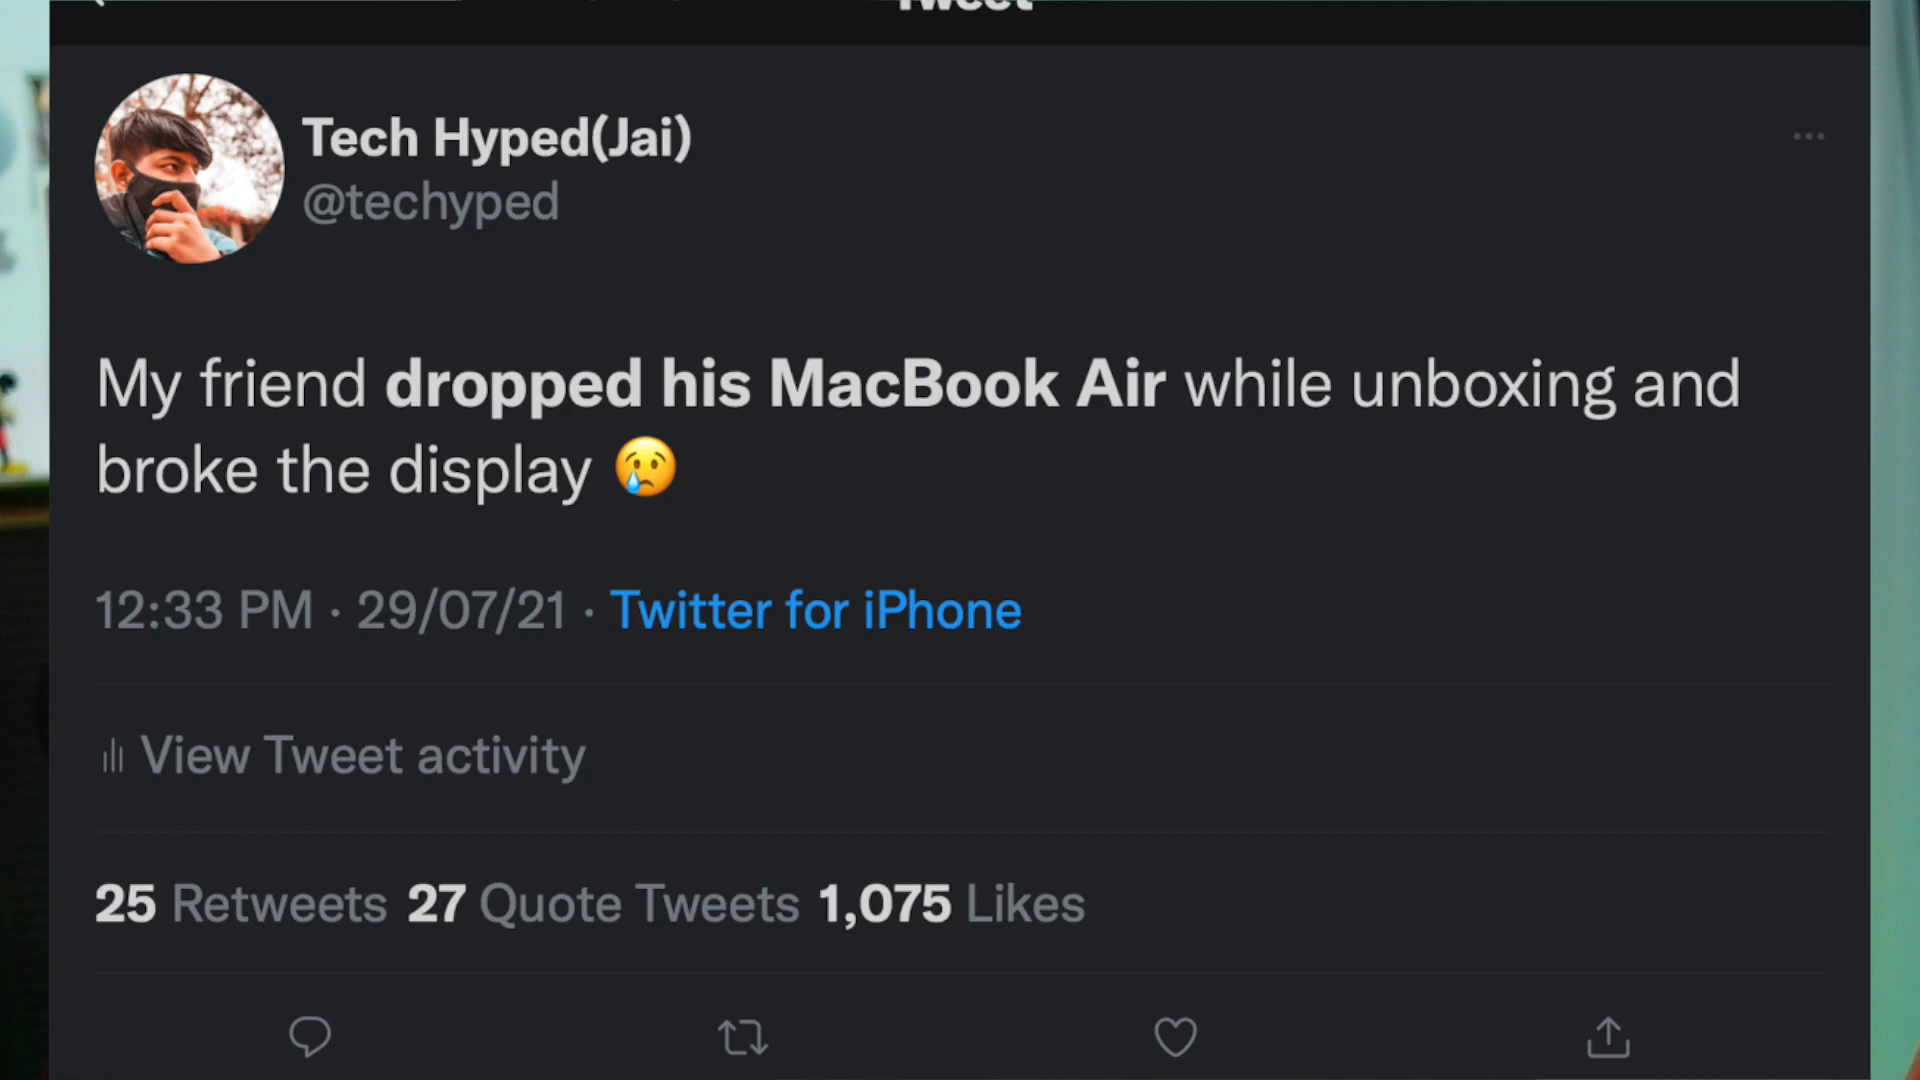 Tweet
Tech Hyped(Jai)
@techyped
My friend dropped his MacBook Air while unboxing and
broke the display 😢
12:33 PM · 29/07/21 · Twitter for iPhone
View Tweet activity
25 Retweets 27 Quote Tweets 1,075 Likes